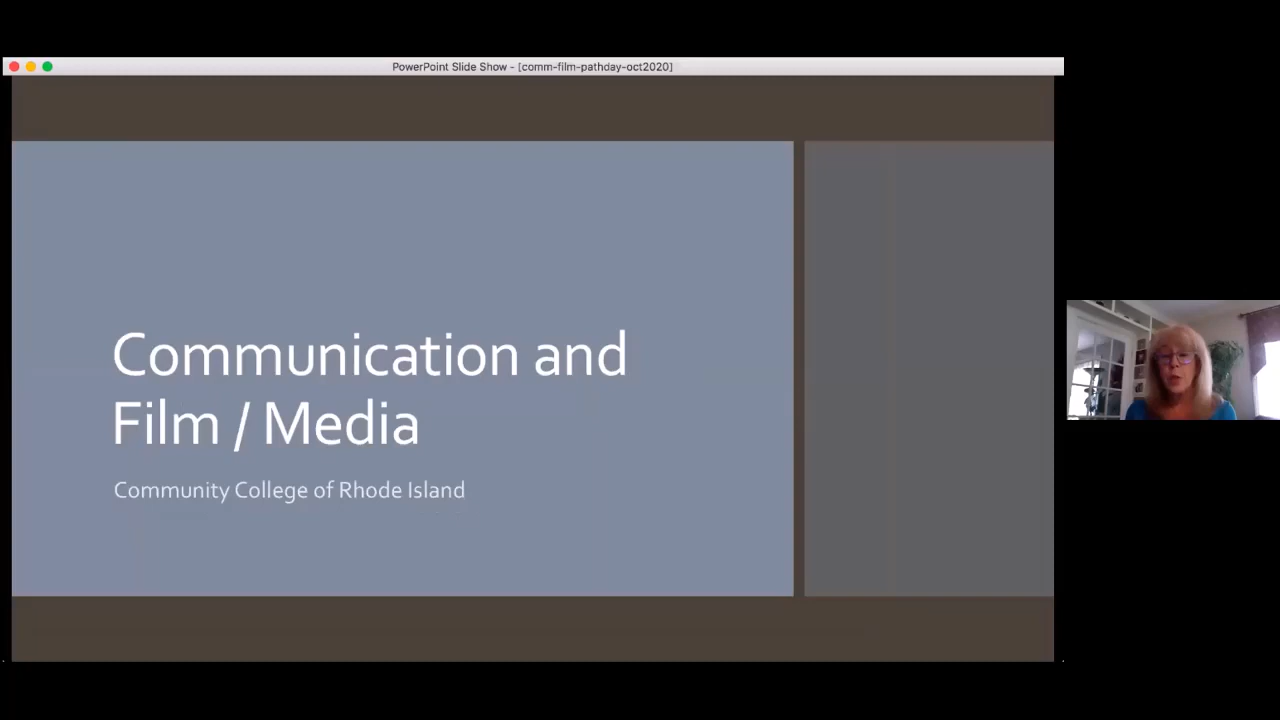 PowerPoint Slide Show - [comm-film-pathday-oct2020]
Communication and
Film / Media
Community College of Rhode Island